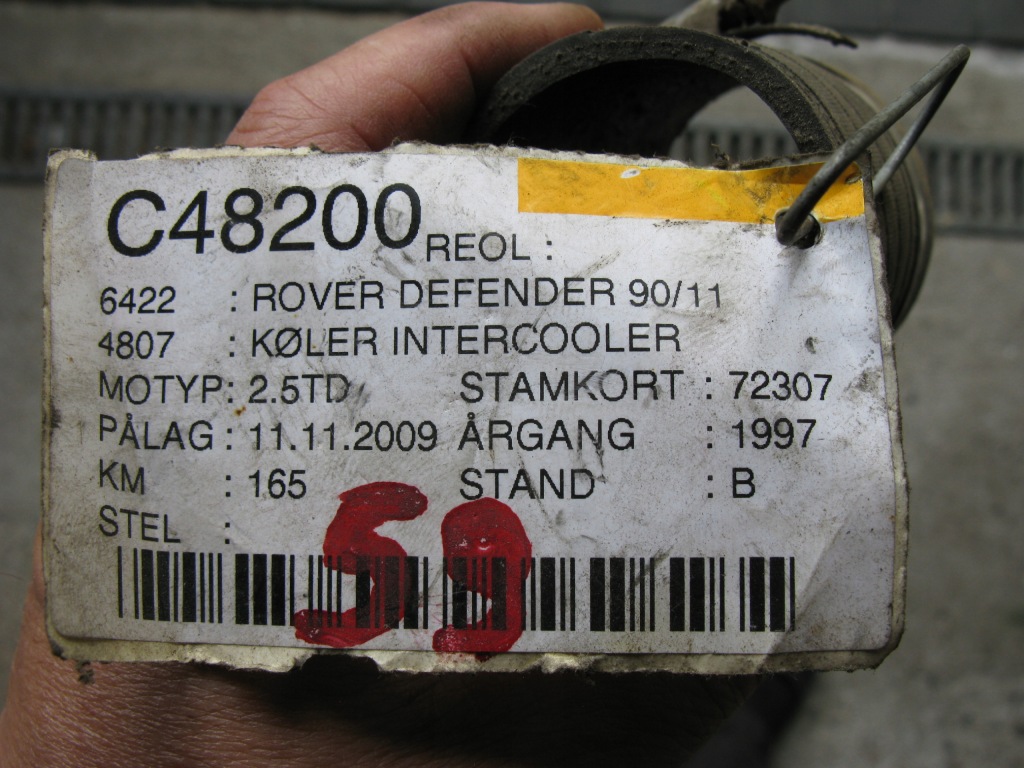 C48200 REOL :
6422 : ROVER DEFENDER 90/11
4807 : KØLER INTERCOOLER
MOTYP: 2.5TD STAMKORT : 72307
PÅLAG : 11.11.2009 ÅRGANG : 1997
KM : 165 STAND : B
STEL :
59